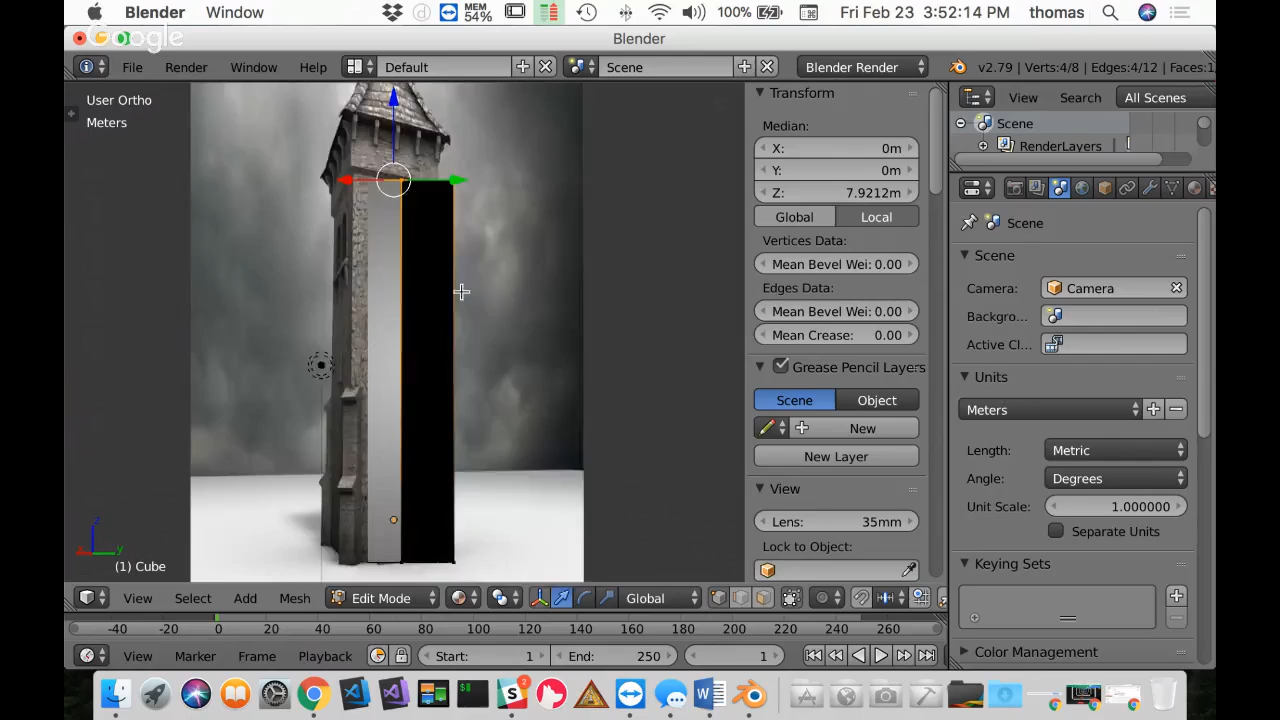 Blender Window MEM 54% 100% Fri Feb 23 3:52:14 PM thomas
Google
Blender
File Render Window Help Default Scene Blender Render v2.79 | Verts:4/8 | Edges:4/12 | Faces:1
User Ortho
Meters
(1) Cube
z
x y
Transform
Median:
X: 0m
Y: 0m
Z: 7.9212m
Global Local
Vertices Data:
Mean Bevel Wei: 0.00
Edges Data:
Mean Bevel Wei: 0.00
Mean Crease: 0.00
Grease Pencil Layers
Scene Object
New
New Layer
View
Lens: 35mm
Lock to Object:
View Search All Scenes
Scene
RenderLayers
Scene
Scene
Camera: Camera
Backgro...
Active Cl...
Units
Meters
Length: Metric
Angle: Degrees
Unit Scale: 1.000000
Separate Units
Keying Sets
Color Management
View Select Add Mesh Edit Mode Global
-40 -20 0 20 40 60 80 100 120 140 160 180 200 220 240 260
View Marker Frame Playback Start: 1 End: 250 1
2